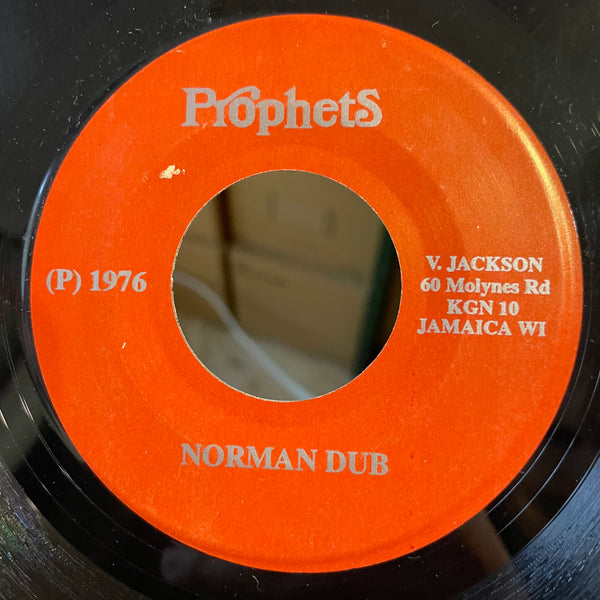 Prophets
(P) 1976
V. JACKSON
60 Molynes Rd
KGN 10
JAMAICA WI
NORMAN DUB